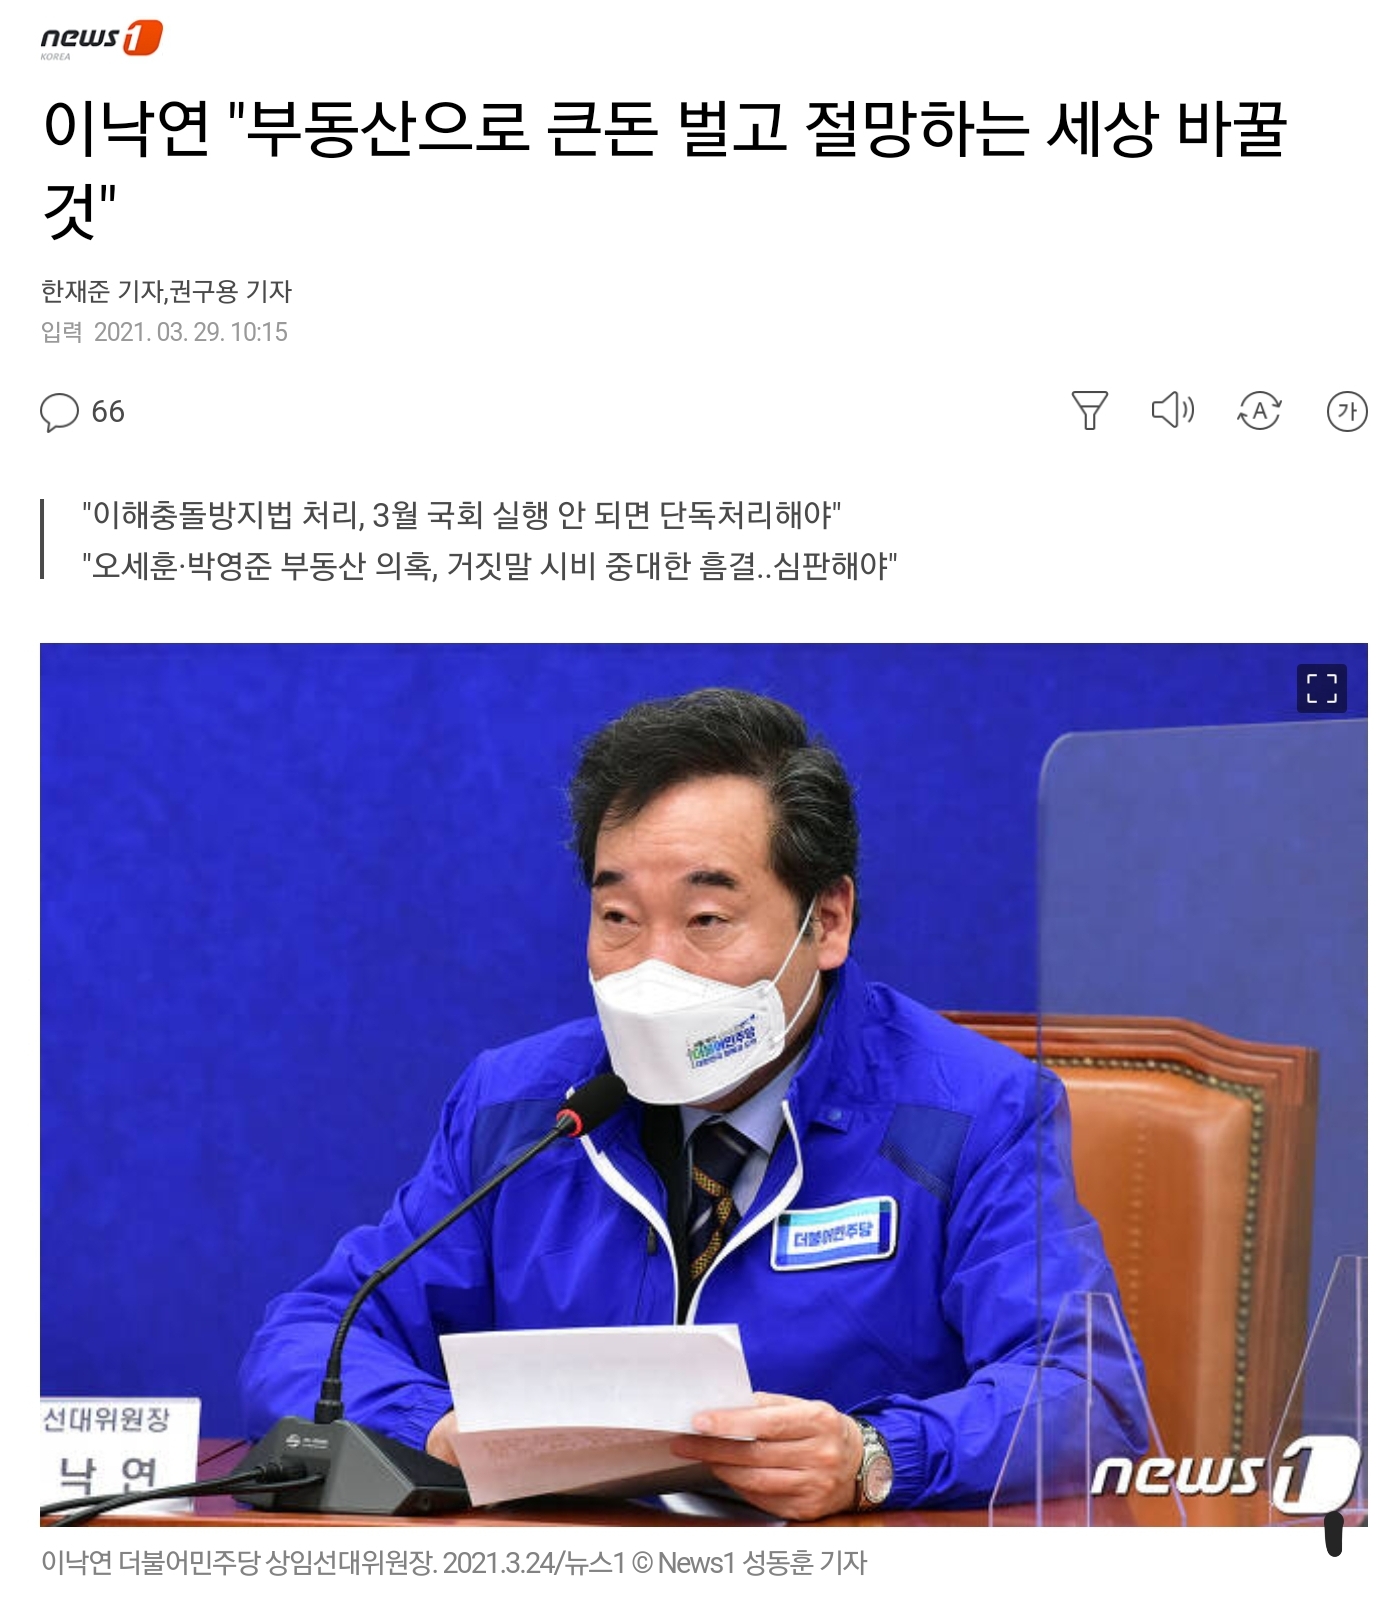 news1
KOREA
이낙연 "부동산으로 큰돈 벌고 절망하는 세상 바꿀
것"
한재준 기자,권구용 기자
입력 2021. 03. 29. 10:15
66
A
가
"이해충돌방지법 처리, 3월 국회 실행 안 되면 단독처리해야"
"오세훈·박영준 부동산 의혹, 거짓말 시비 중대한 흠결..심판해야"
더불어민주당
더불어민주당
선대위원장
낙 연
news1
이낙연 더불어민주당 상임선대위원장. 2021.3.24/뉴스1 © News1 성동훈 기자